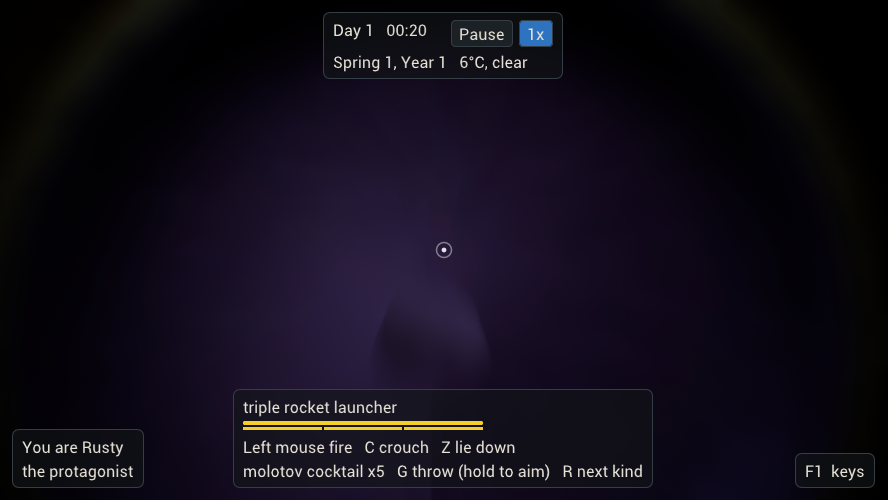 Day 1 00:20 Pause 1x
Spring 1, Year 1 6°C, clear
triple rocket launcher
Left mouse fire C crouch Z lie down
molotov cocktail x5 G throw (hold to aim) R next kind
You are Rusty
the protagonist
F1 keys